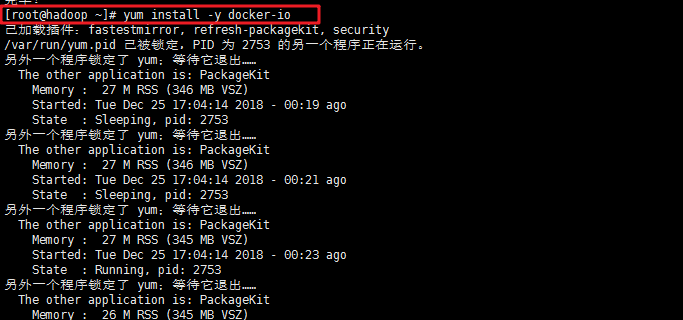 [root@hadoop ~]# yum install -y docker-io
已加载插件：fastestmirror, refresh-packagekit, security
/var/run/yum.pid 已被锁定，PID 为 2753 的另一个程序正在运行。
另外一个程序锁定了 yum；等待它退出……
The other application is: PackageKit
Memory :  27 M RSS (346 MB VSZ)
Started: Tue Dec 25 17:04:14 2018 - 00:19 ago
State  : Sleeping, pid: 2753
另外一个程序锁定了 yum；等待它退出……
The other application is: PackageKit
Memory :  27 M RSS (346 MB VSZ)
Started: Tue Dec 25 17:04:14 2018 - 00:21 ago
State  : Sleeping, pid: 2753
另外一个程序锁定了 yum；等待它退出……
The other application is: PackageKit
Memory :  27 M RSS (345 MB VSZ)
Started: Tue Dec 25 17:04:14 2018 - 00:23 ago
State  : Running, pid: 2753
另外一个程序锁定了 yum；等待它退出……
The other application is: PackageKit
Memory :  26 M RSS (345 MB VSZ)